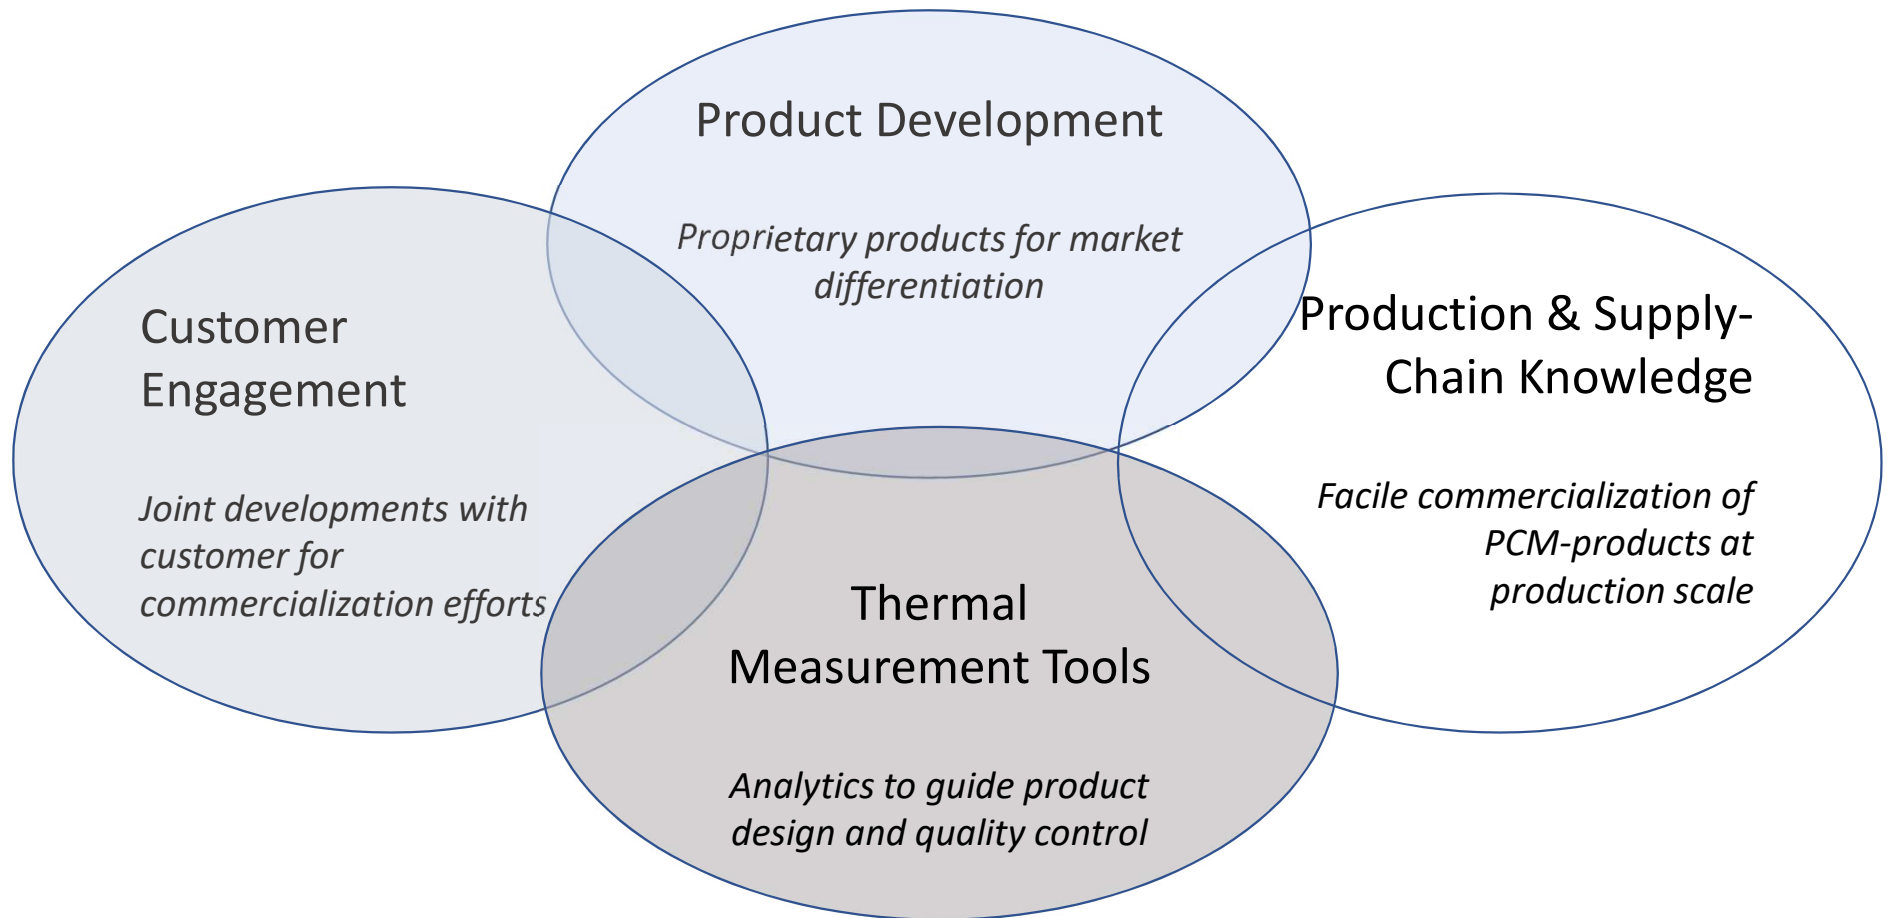 Product Development
Proprietary products for market
differentiation
Customer
Engagement
Joint developments with
customer for
commercialization efforts
Production & Supply-
Chain Knowledge
Facile commercialization of
PCM-products at
production scale
Thermal
Measurement Tools
Analytics to guide product
design and quality control